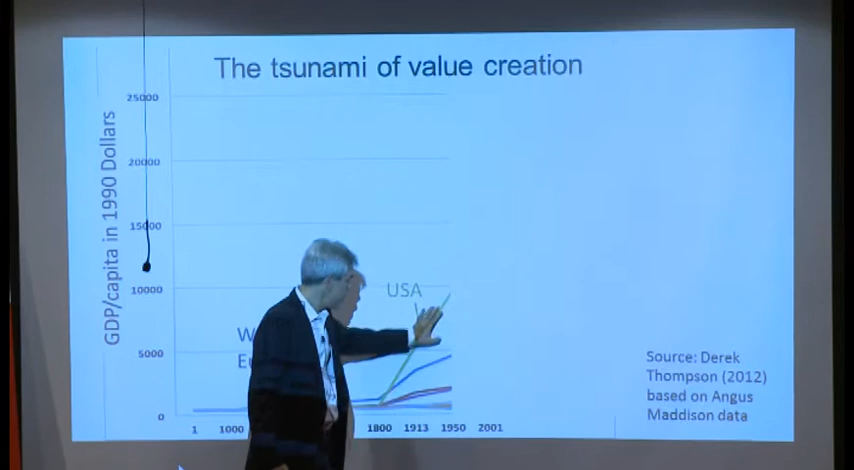 The tsunami of value creation
GDP/capita in 1990 Dollars
25000
20000
15000
10000
5000
0
USA
1 1000 1800 1913 1950 2001
Source: Derek
Thompson (2012)
based on Angus
Maddison data